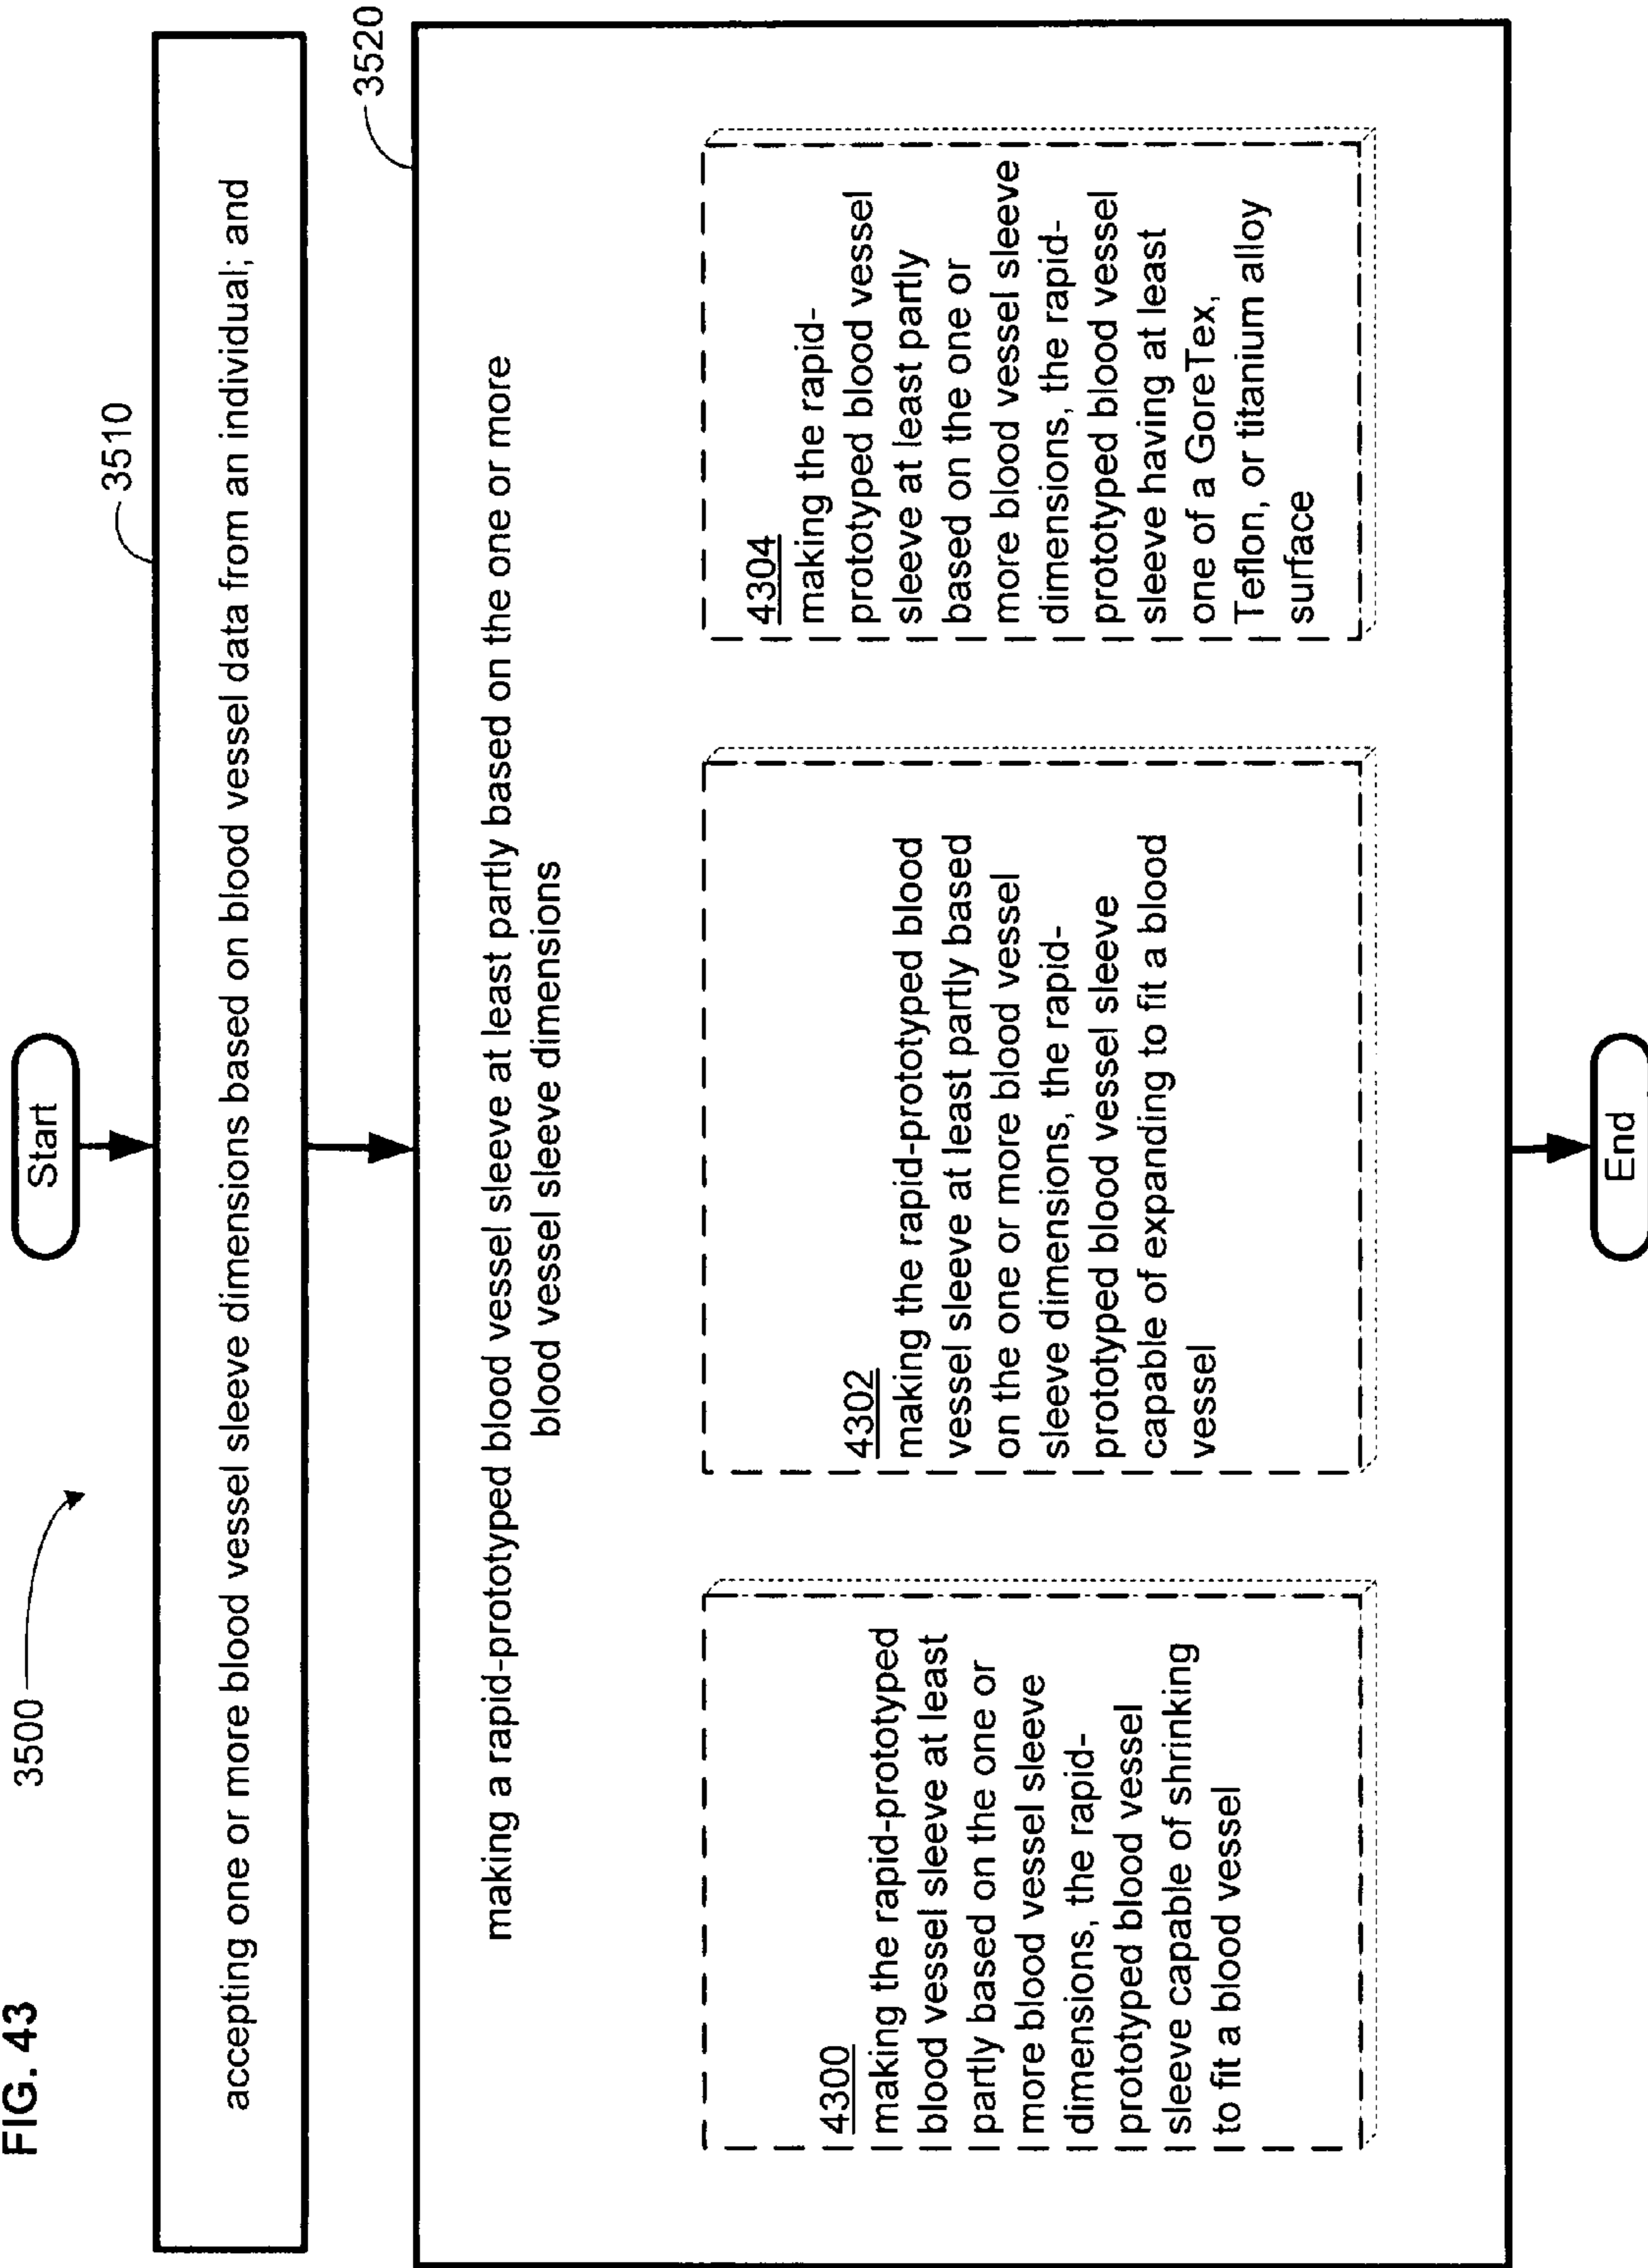 FIG. 43
3500
Start
3510
accepting one or more blood vessel sleeve dimensions based on blood vessel data from an individual; and
3520
making a rapid-prototyped blood vessel sleeve at least partly based on the one or more
blood vessel sleeve dimensions
4300
making the rapid-prototyped
blood vessel sleeve at least
partly based on the one or
more blood vessel sleeve
dimensions, the rapid-
prototyped blood vessel
sleeve capable of shrinking
to fit a blood vessel
4302
making the rapid-prototyped blood
vessel sleeve at least partly based
on the one or more blood vessel
sleeve dimensions, the rapid-
prototyped blood vessel sleeve
capable of expanding to fit a blood
vessel
4304
making the rapid-
prototyped blood vessel
sleeve at least partly
based on the one or
more blood vessel sleeve
dimensions, the rapid-
prototyped blood vessel
sleeve having at least
one of a GoreTex,
Teflon, or titanium alloy
surface
End